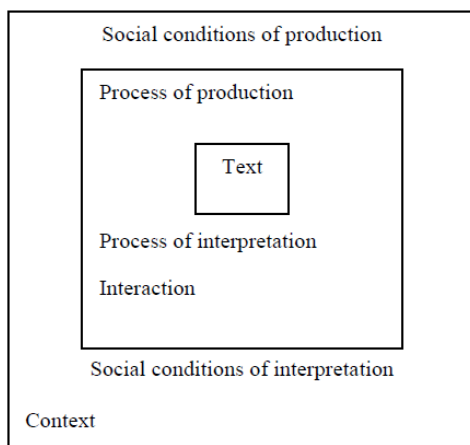 Social conditions of production
Process of production
Text
Process of interpretation
Interaction
Social conditions of interpretation
Context